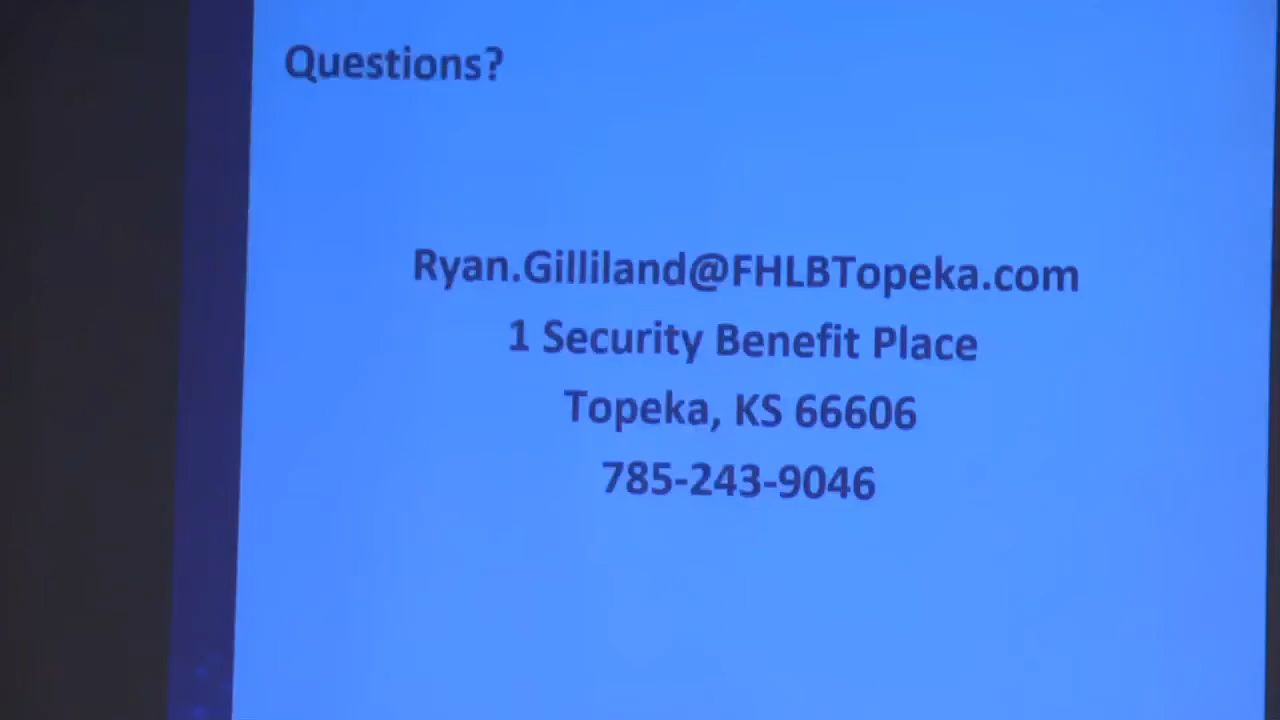 Questions?
Ryan.Gilliland@FHLBTopeka.com
1 Security Benefit Place
Topeka, KS 66606
785-243-9046